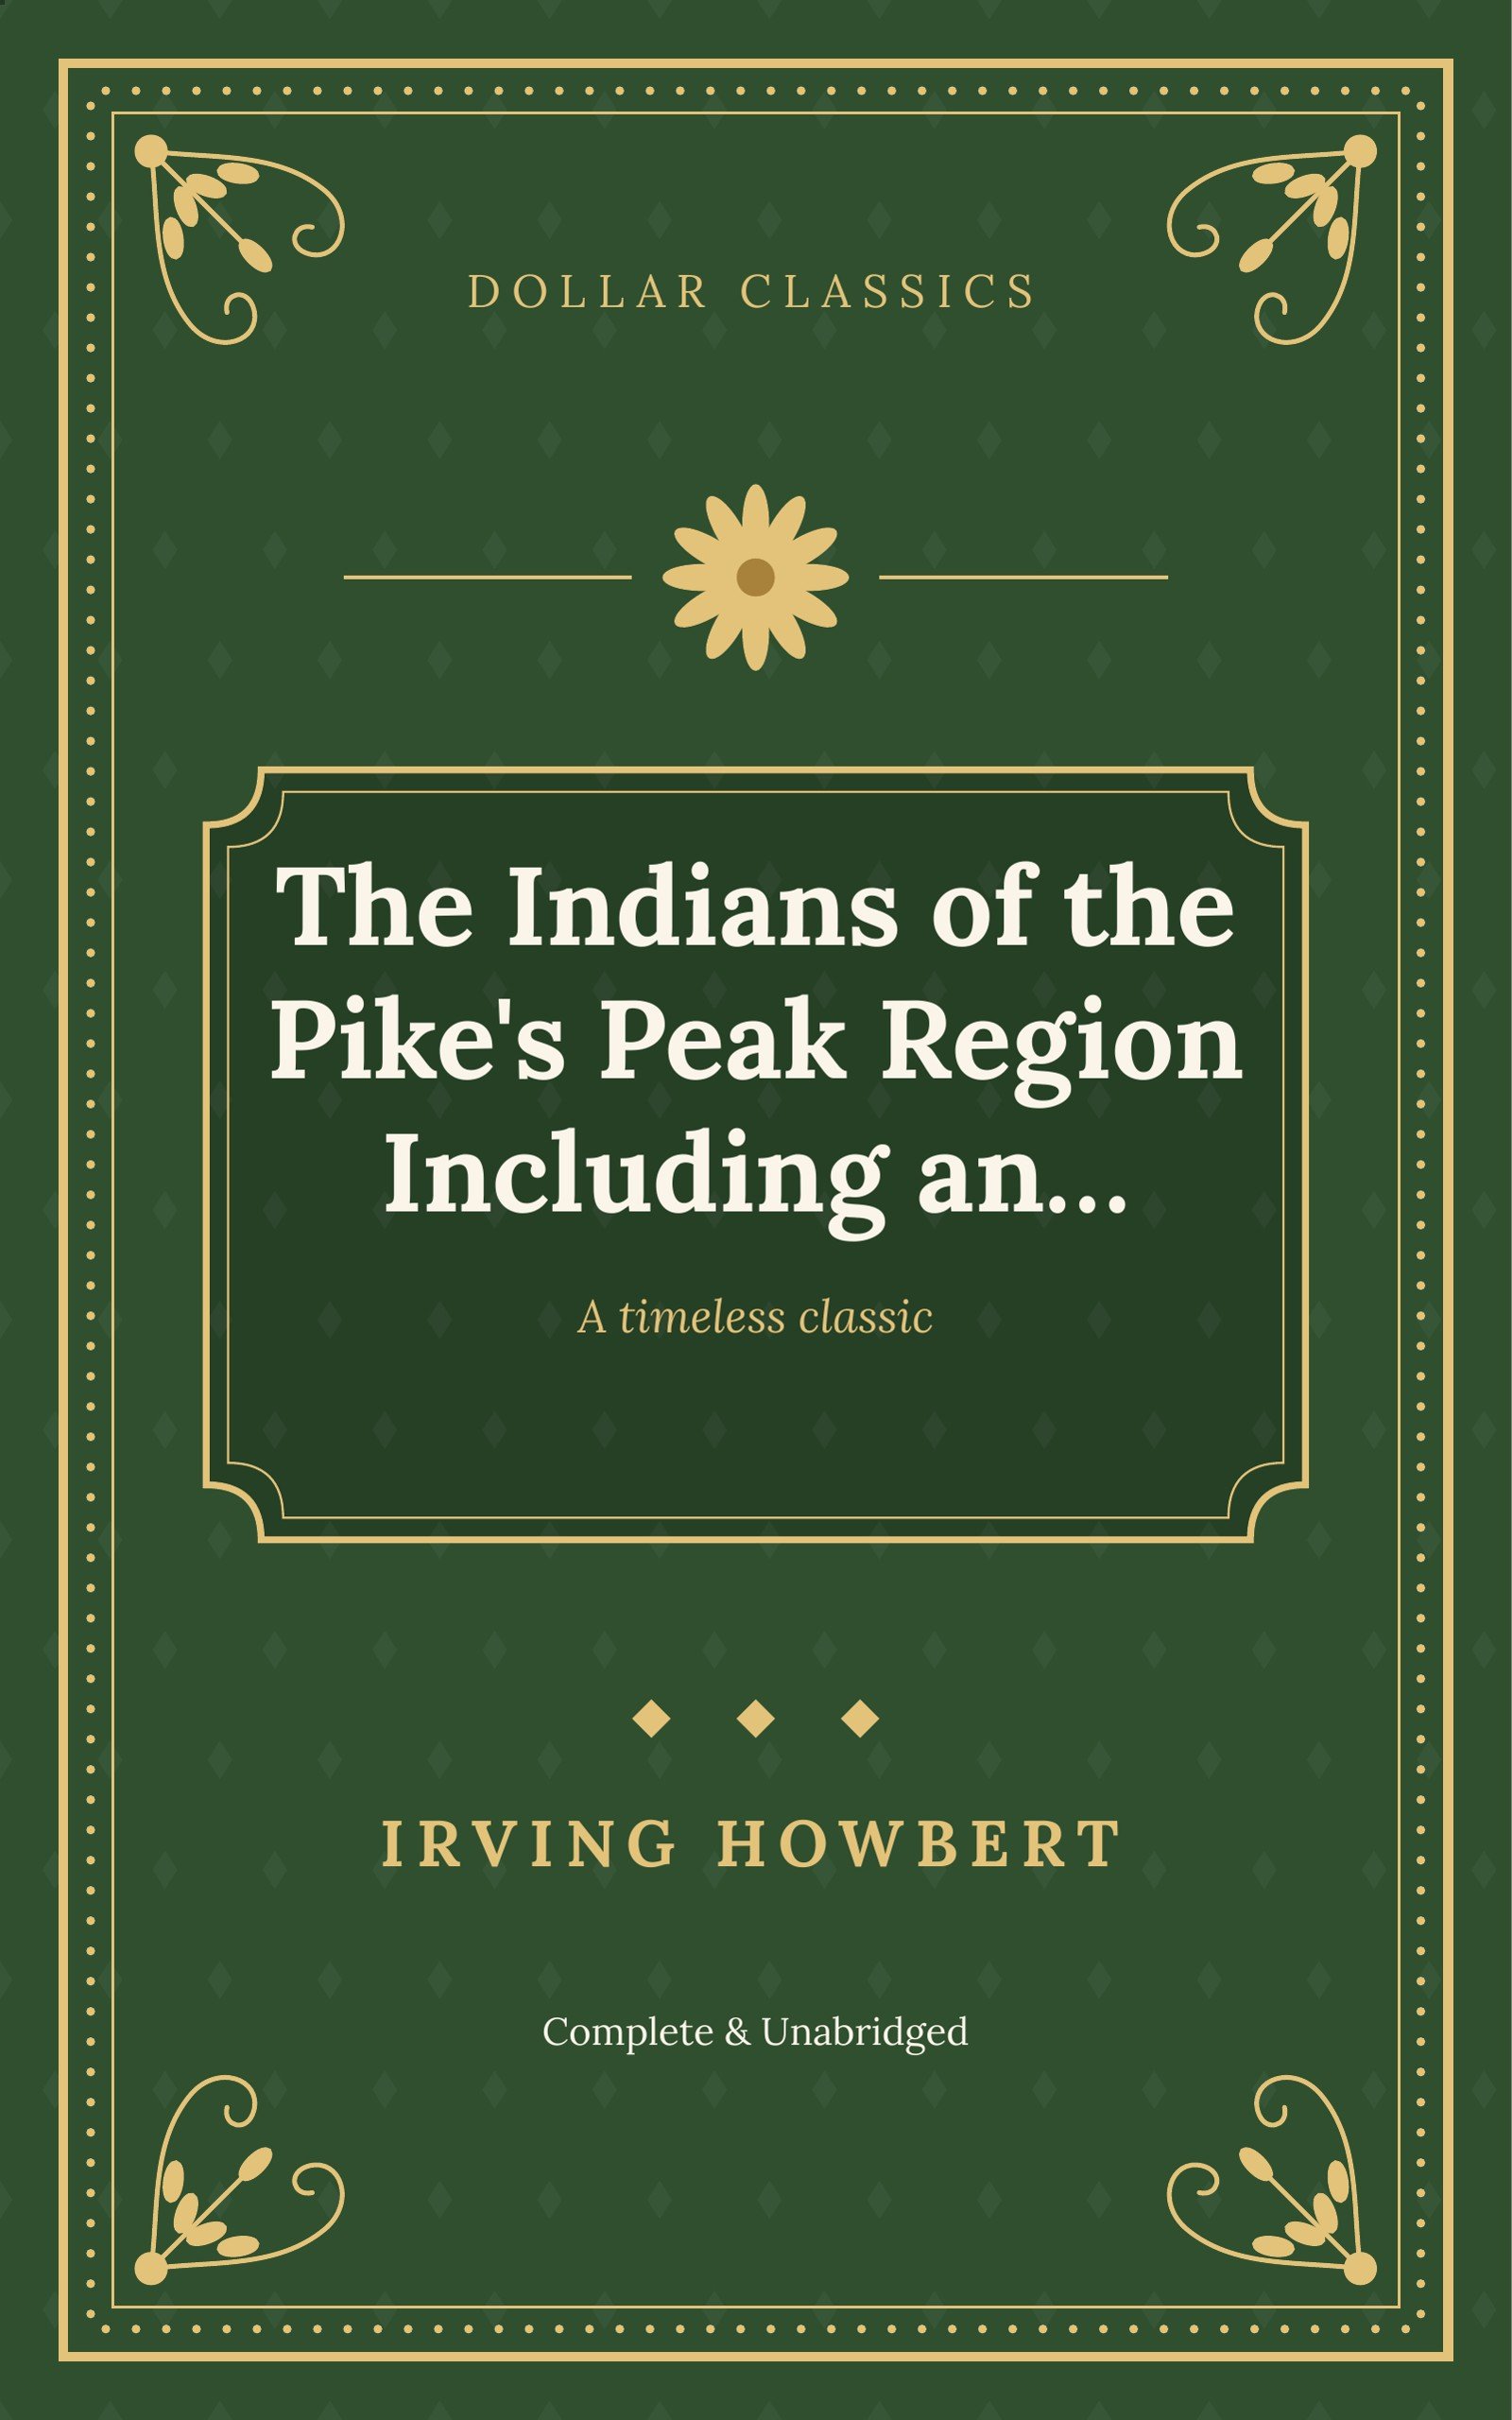 DOLLAR CLASSICS
The Indians of the
Pike's Peak Region
Including an...
A timeless classic
IRVING HOWBERT
Complete & Unabridged